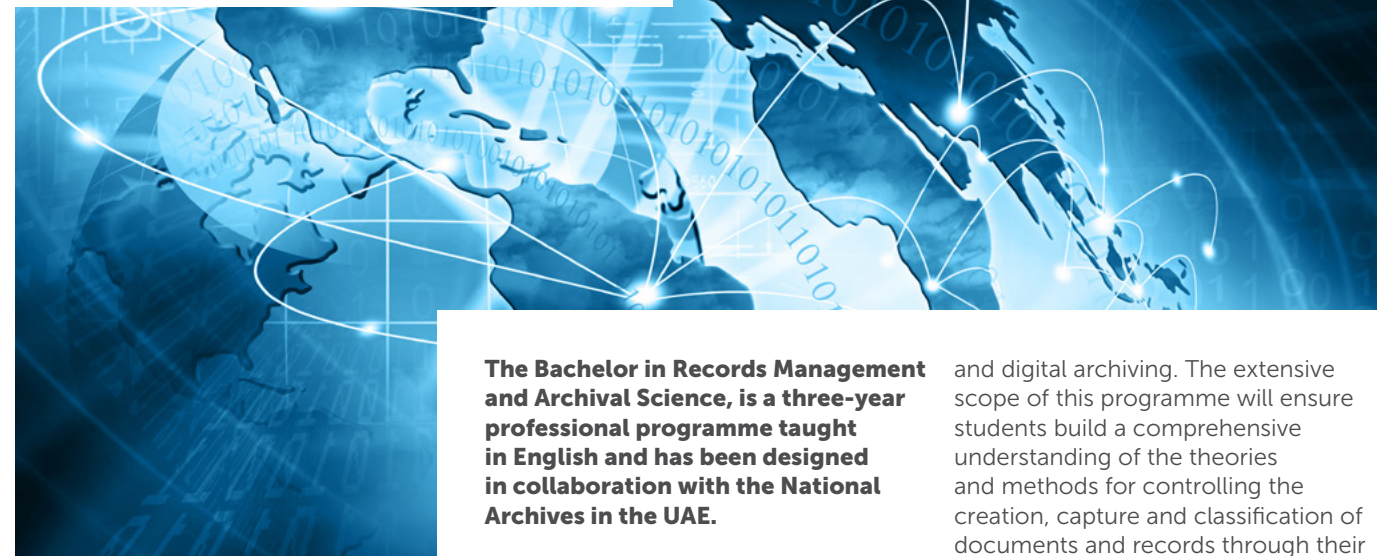 The Bachelor in Records Management
and Archival Science, is a three-year
professional programme taught
in English and has been designed
in collaboration with the National
Archives in the UAE.
and digital archiving. The extensive
scope of this programme will ensure
students build a comprehensive
understanding of the theories
and methods for controlling the
creation, capture and classification of
documents and records through their